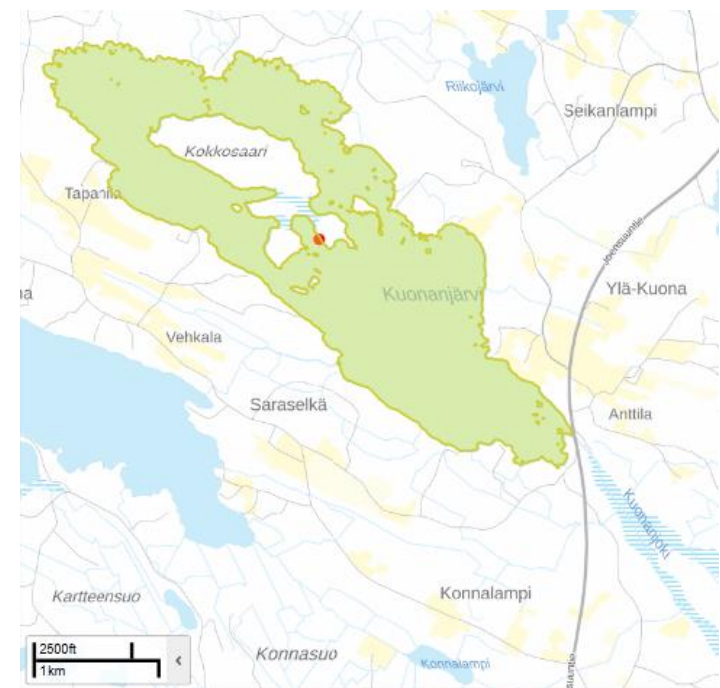 Riikojärvi
Seikanlampi
Kokkosaari
Tapanila
Joensuuntie
Kuonanjärvi
Ylä-Kuona
Vehkala
Saraselkä
Anttila
Kuonanjoki
Kartteensuo
Konnalampi
Konnasuo
Konnalampi
2500ft
1km